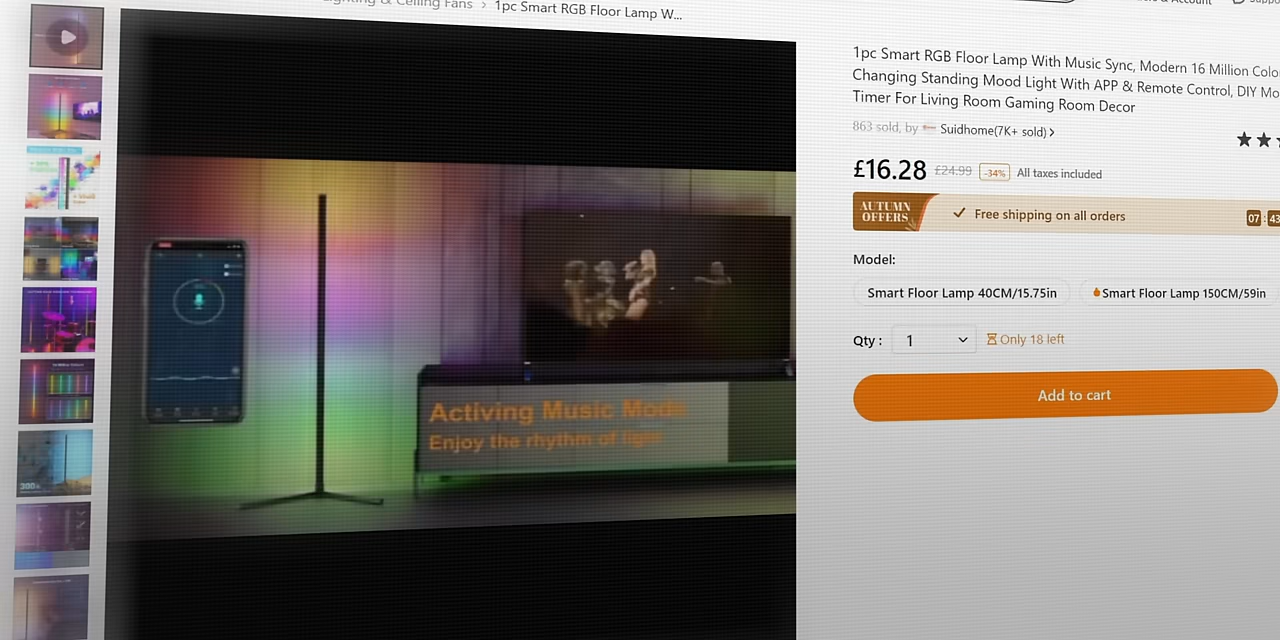 & Ceiling Fans > 1pc Smart RGB Floor Lamp W...
& Account
1pc Smart RGB Floor Lamp With Music Sync, Modern 16 Million
Changing Standing Mood Light With APP & Remote Control, DIY
Timer For Living Room Gaming Room Decor
863 sold, by Suidhome(7K+ sold) >
£16.28 £24.99 -34% All taxes included
AUTUMN
OFFERS
Free shipping on all orders
07 : 43
Model:
Smart Floor Lamp 40CM/15.75in
Smart Floor Lamp 150CM/59in
Qty : 1 Only 18 left
Add to cart
Activing Music Mode
Enjoy the rhythm of light
300